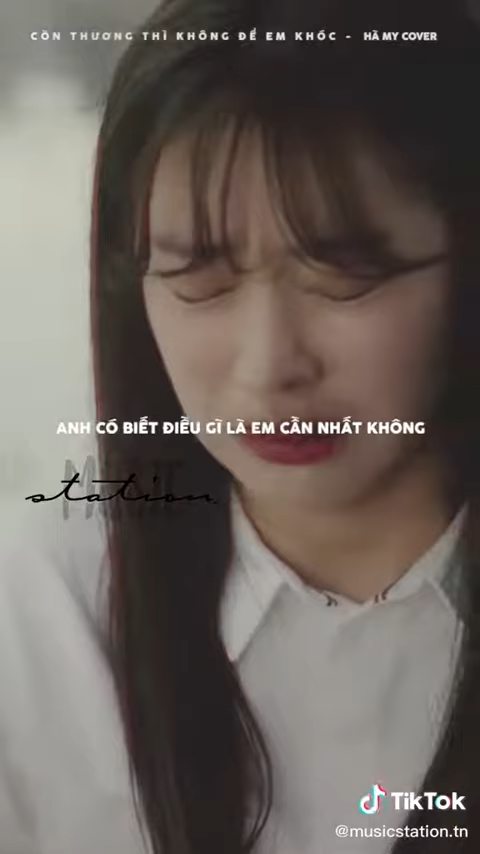 CÒN THƯƠNG THÌ KHÔNG ĐỂ EM KHÓC - HÀ MY COVER
ANH CÓ BIẾT ĐIỀU GÌ LÀ EM CẦN NHẤT KHÔNG
MUSIC
station
TikTok
@musicstation.tn